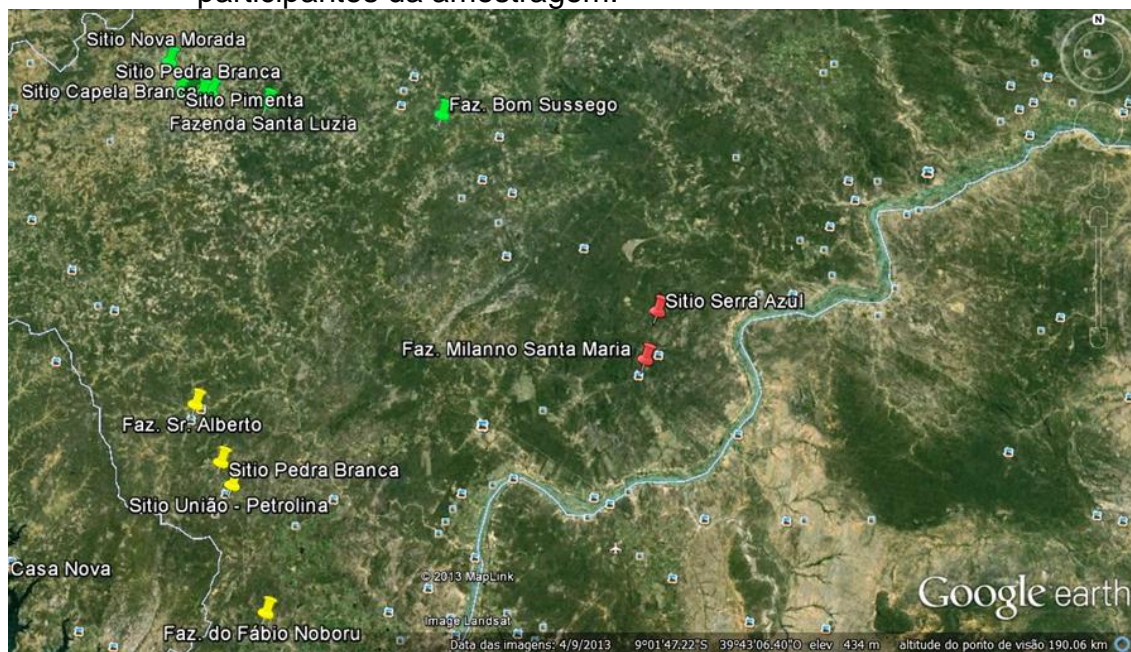 participantes da amostragem.
N
Sitio Nova Morada
Sitio Pedra Branca
Sitio Capela Branca
Sitio Pimenta
Fazenda Santa Luzia
Faz. Bom Sussego
Sitio Serra Azul
Faz. Milanno Santa Maria
Faz. Sr. Alberto
Sitio Pedra Branca
Sitio União - Petrolina
Casa Nova
Faz. do Fábio Noboru
© 2013 MapLink
Image Landsat
Google earth
Data das imagens: 4/9/2013 9°01'47.22"S 39°43'06.40"O elev 434 m altitude do ponto de visão 190.06 km